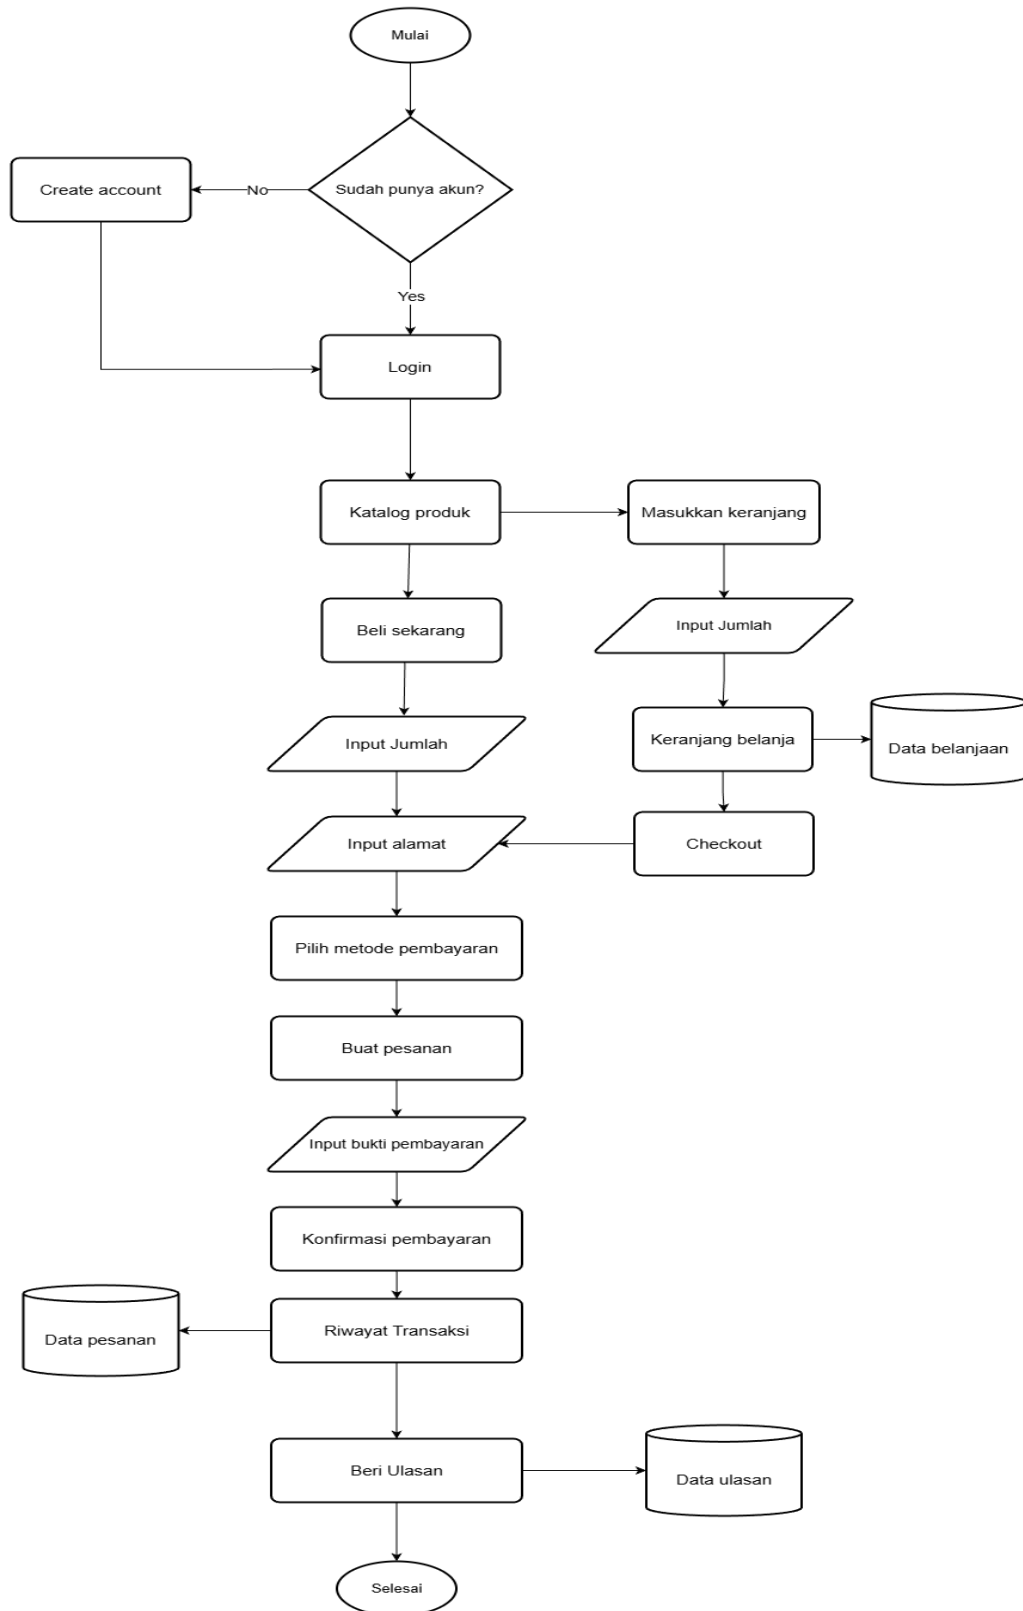 Mulai
Sudah punya akun?
No
Create account
Yes
Login
Katalog produk
Masukkan keranjang
Beli sekarang
Input Jumlah
Input Jumlah
Keranjang belanja
Data belanjaan
Input alamat
Checkout
Pilih metode pembayaran
Buat pesanan
Input bukti pembayaran
Konfirmasi pembayaran
Riwayat Transaksi
Data pesanan
Beri Ulasan
Data ulasan
Selesai